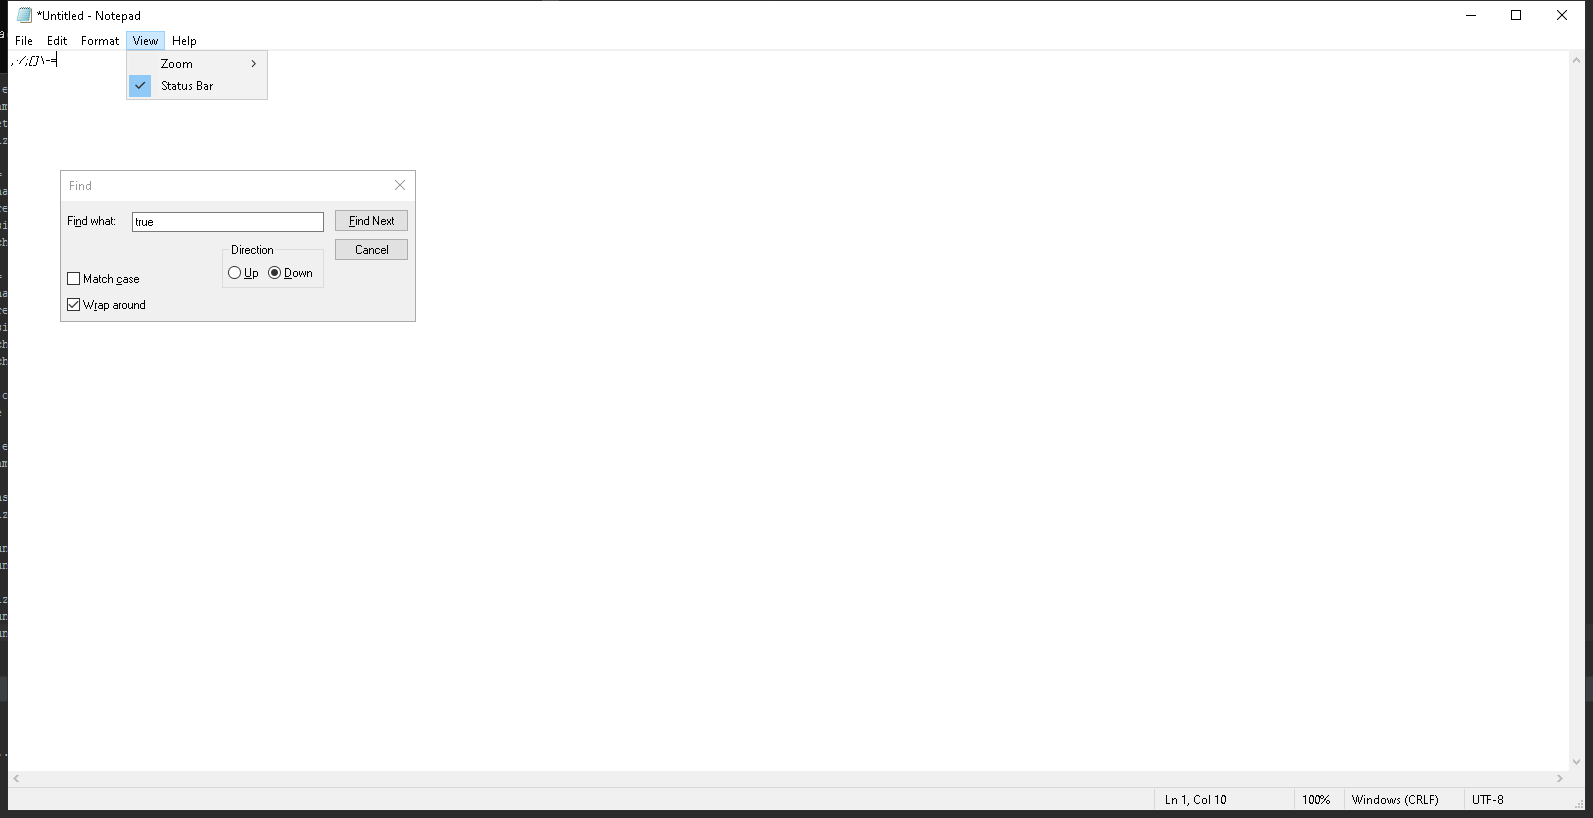 *Untitled - Notepad
File Edit Format View Help
,./;[]\-=
Zoom
Status Bar
Find
Find what: true Find Next
Direction Cancel
Up Down
Match case
Wrap around
Ln 1, Col 10 100% Windows (CRLF) UTF-8